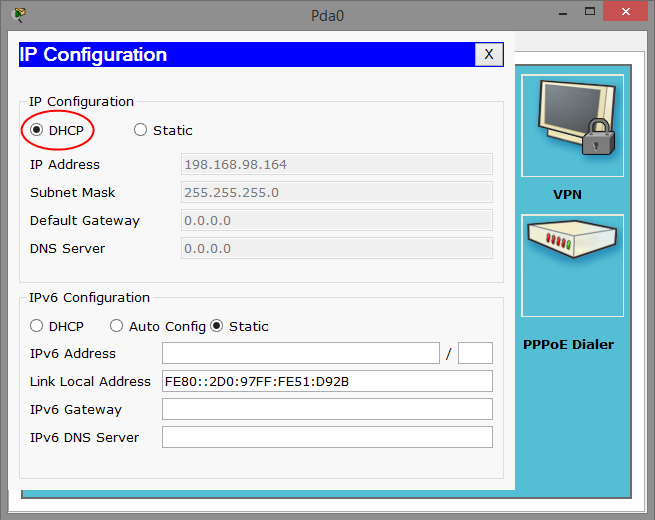 Pda0
IP Configuration
X
IP Configuration
DHCP
Static
IP Address
198.168.98.164
Subnet Mask
255.255.255.0
Default Gateway
0.0.0.0
DNS Server
0.0.0.0
IPv6 Configuration
DHCP
Auto Config
Static
IPv6 Address
/
Link Local Address
FE80::2D0:97FF:FE51:D92B
IPv6 Gateway
IPv6 DNS Server
VPN
PPPoE Dialer